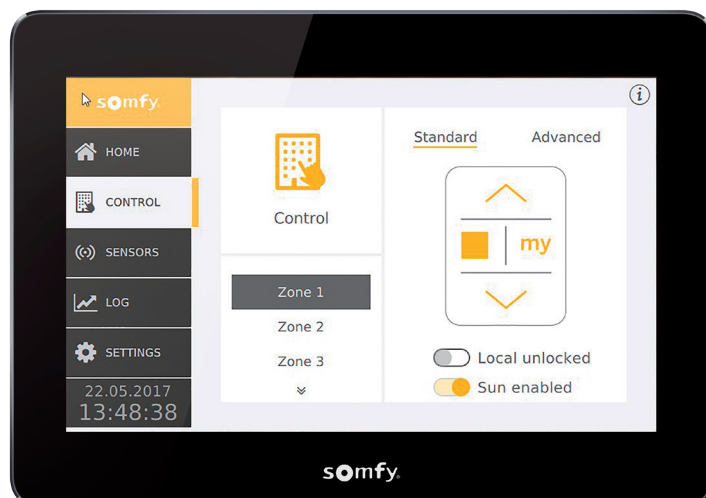 somfy.
HOME
CONTROL
SENSORS
LOG
SETTINGS
22.05.2017
13:48:38
Control
Zone 1
Zone 2
Zone 3
i
Standard
Advanced
my
Local unlocked
Sun enabled
somfy.